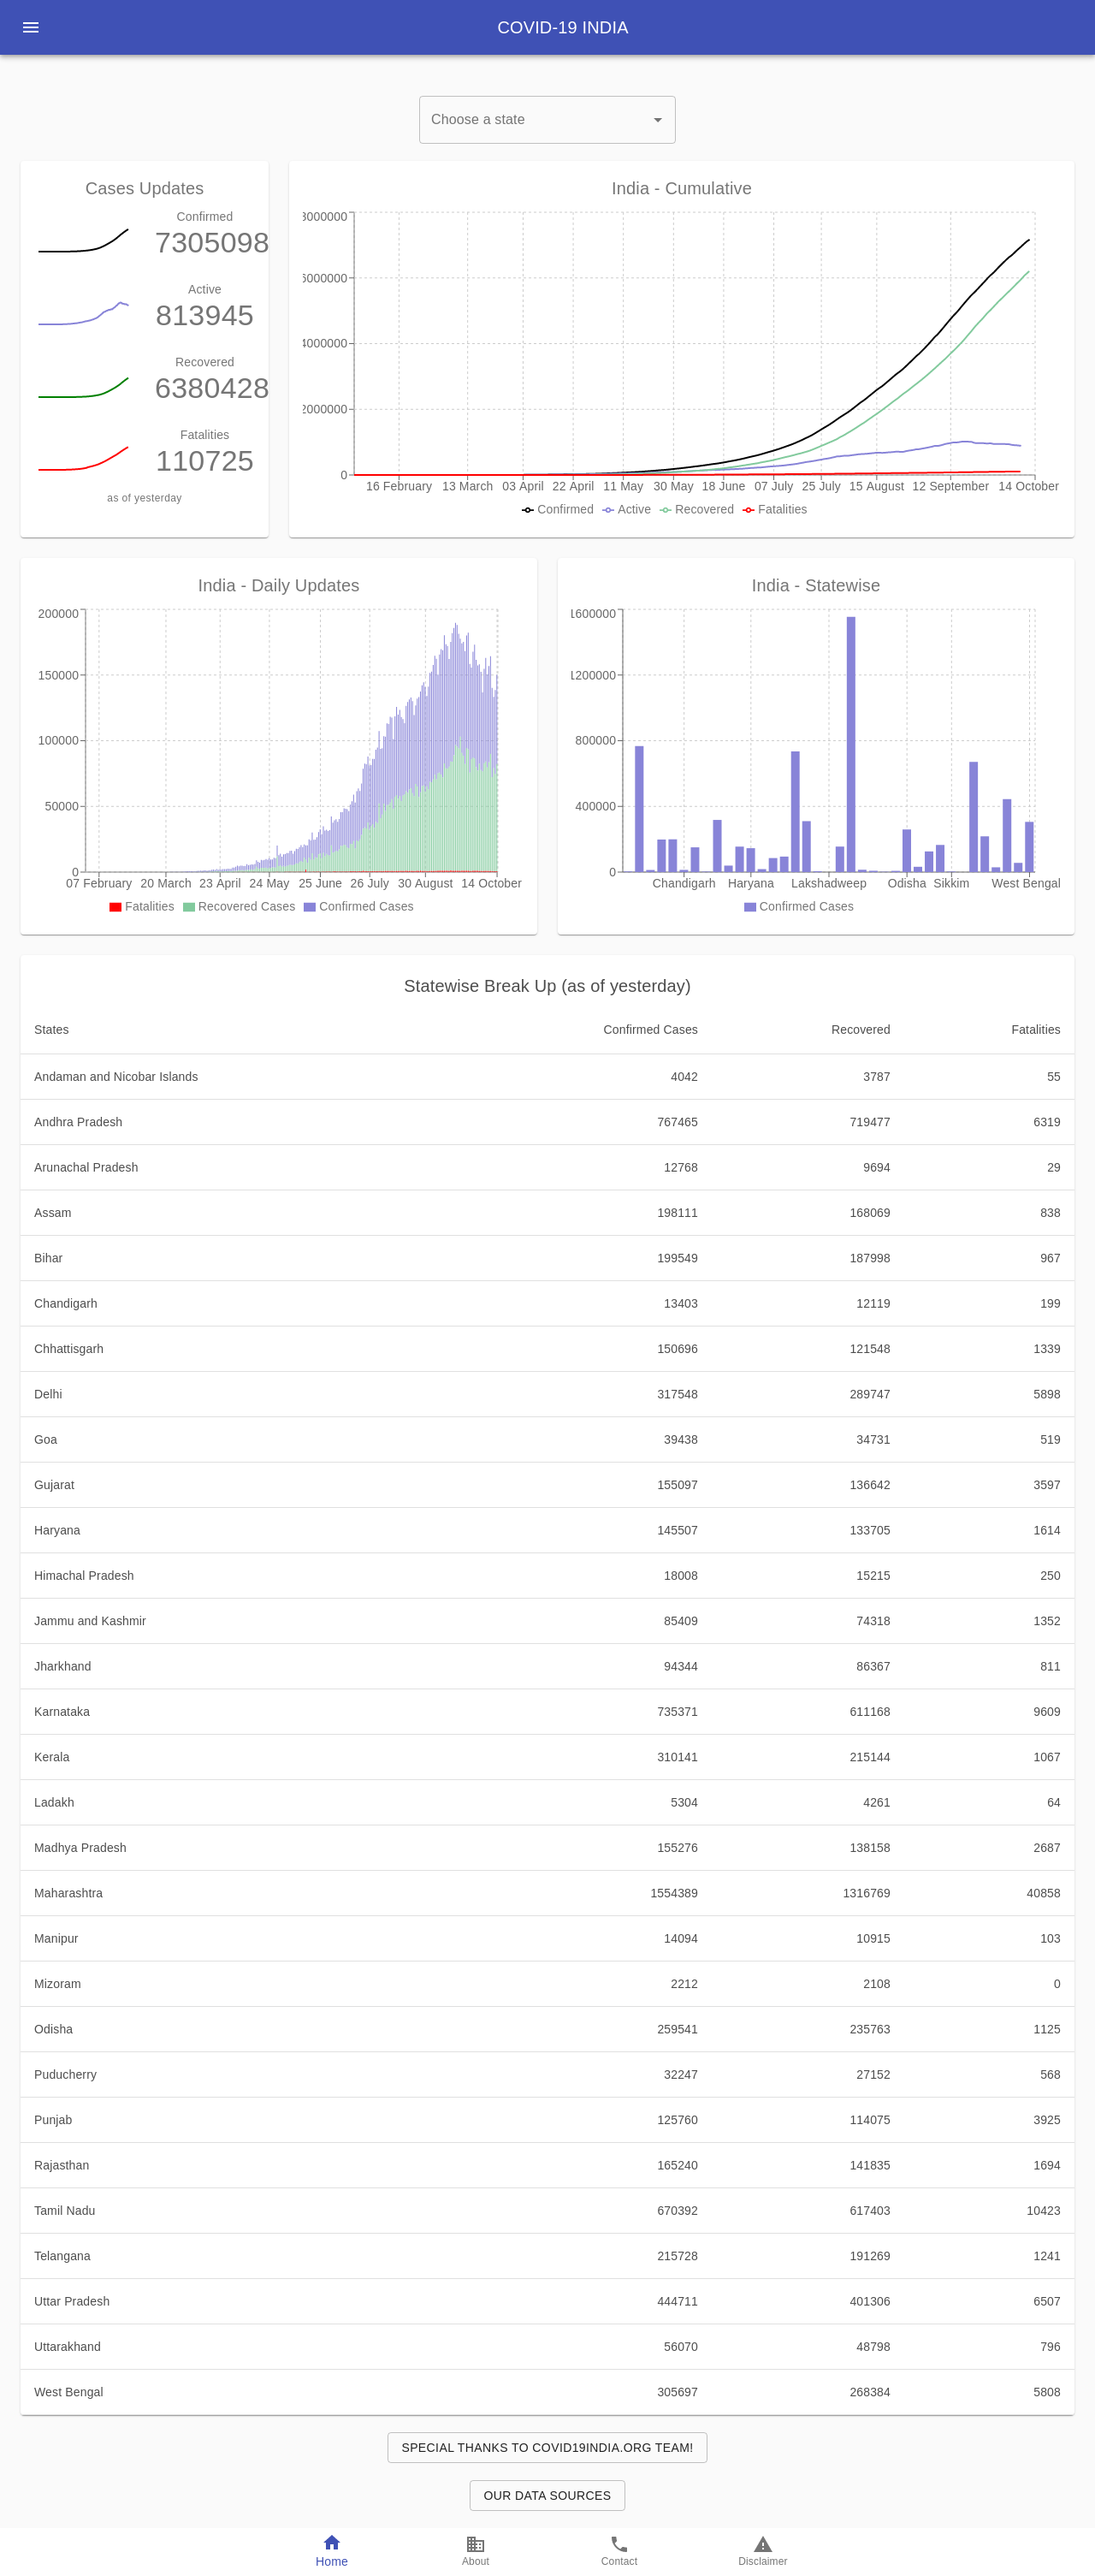 COVID-19 INDIA
Choose a state
Cases Updates
Confirmed
7305098
Active
813945
Recovered
6380428
Fatalities
110725
as of yesterday
India - Cumulative
8000000
6000000
4000000
2000000
0
16 February 13 March 03 April 22 April 11 May 30 May 18 June 07 July 25 July 15 August 12 September 14 October
Confirmed Active Recovered Fatalities
India - Daily Updates
200000
150000
100000
50000
0
07 February 20 March 23 April 24 May 25 June 26 July 30 August 14 October
Fatalities Recovered Cases Confirmed Cases
India - Statewise
1600000
1200000
800000
400000
0
Chandigarh Haryana Lakshadweep Odisha Sikkim West Bengal
Confirmed Cases
Statewise Break Up (as of yesterday)
States Confirmed Cases Recovered Fatalities
Andaman and Nicobar Islands 4042 3787 55
Andhra Pradesh 767465 719477 6319
Arunachal Pradesh 12768 9694 29
Assam 198111 168069 838
Bihar 199549 187998 967
Chandigarh 13403 12119 199
Chhattisgarh 150696 121548 1339
Delhi 317548 289747 5898
Goa 39438 34731 519
Gujarat 155097 136642 3597
Haryana 145507 133705 1614
Himachal Pradesh 18008 15215 250
Jammu and Kashmir 85409 74318 1352
Jharkhand 94344 86367 811
Karnataka 735371 611168 9609
Kerala 310141 215144 1067
Ladakh 5304 4261 64
Madhya Pradesh 155276 138158 2687
Maharashtra 1554389 1316769 40858
Manipur 14094 10915 103
Mizoram 2212 2108 0
Odisha 259541 235763 1125
Puducherry 32247 27152 568
Punjab 125760 114075 3925
Rajasthan 165240 141835 1694
Tamil Nadu 670392 617403 10423
Telangana 215728 191269 1241
Uttar Pradesh 444711 401306 6507
Uttarakhand 56070 48798 796
West Bengal 305697 268384 5808
SPECIAL THANKS TO COVID19INDIA.ORG TEAM!
OUR DATA SOURCES
Home About Contact Disclaimer